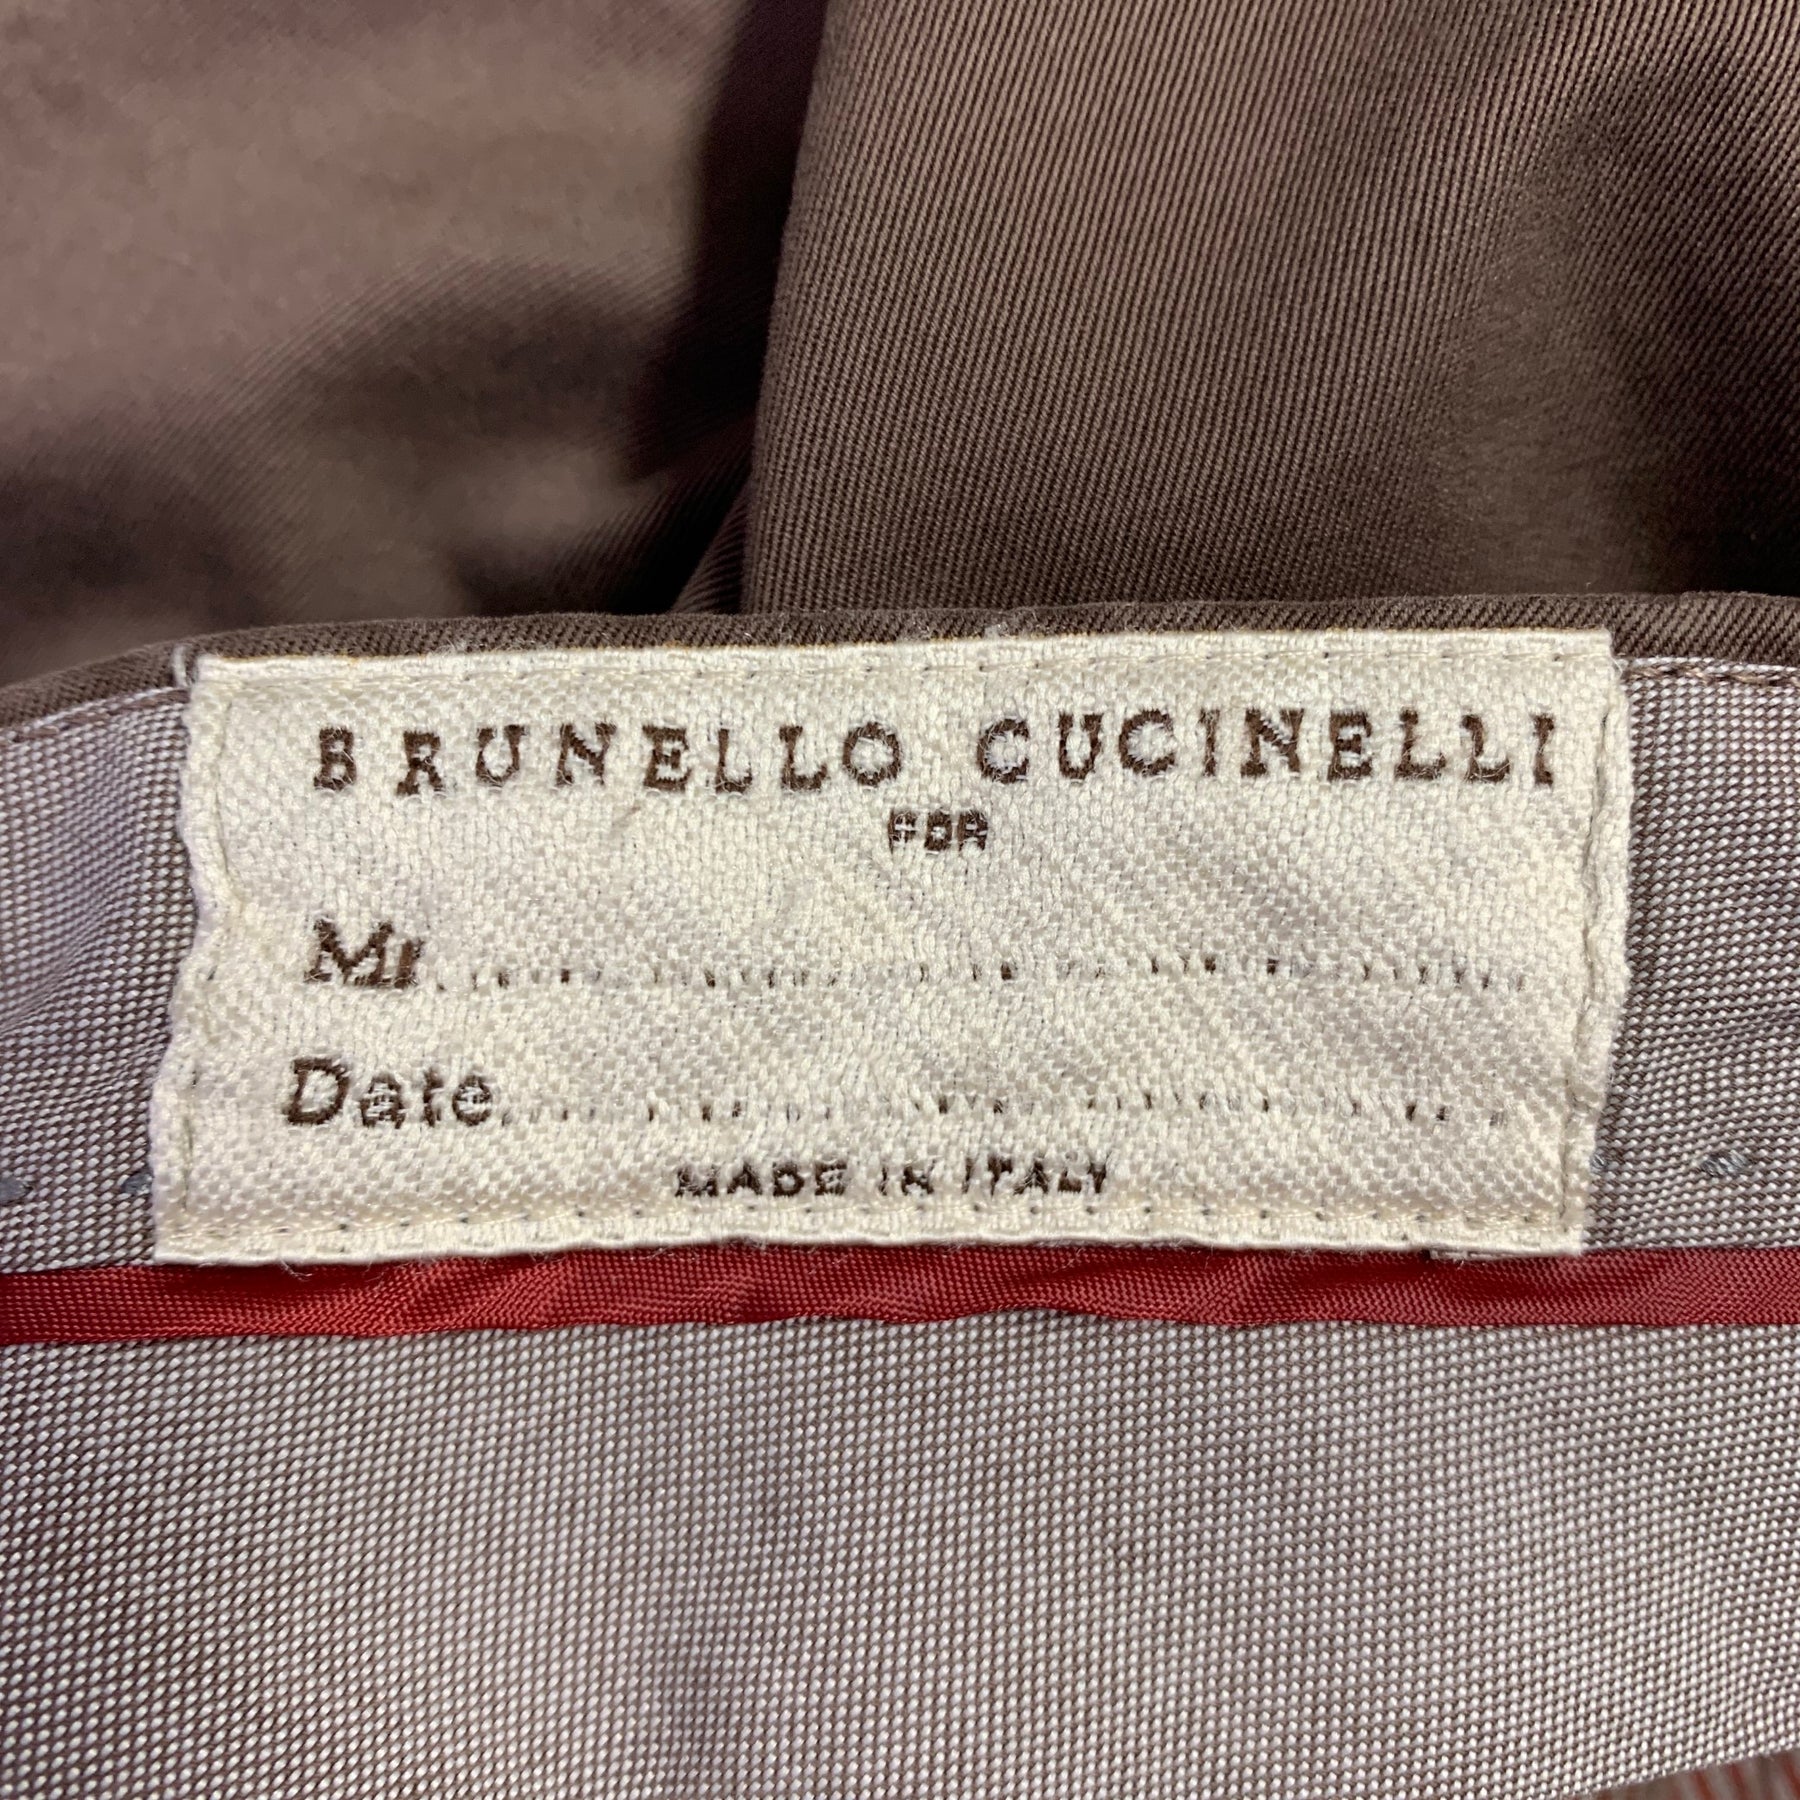 BRUNELLO CUCINELLI
FOR
Mr..............................
Date..............................
MADE IN ITALY